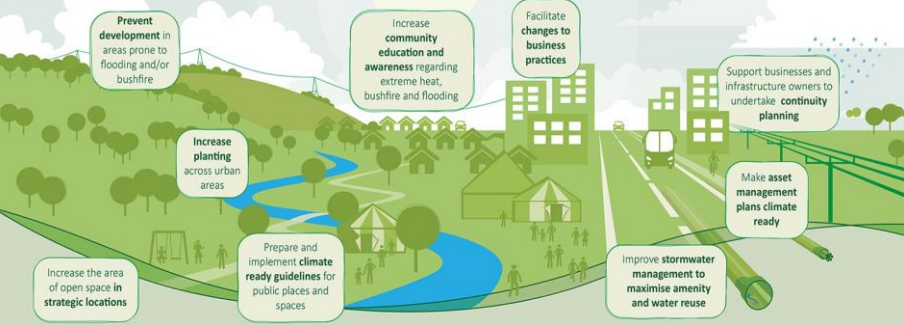 Prevent
development in
areas prone to
flooding and/or
bushfire
Increase
community
education and
awareness regarding
extreme heat,
bushfire and flooding
Facilitate
changes to
business
practices
Support businesses and
infrastructure owners to
undertake continuity
planning
Increase
planting
across urban
areas
Make asset
management
plans climate
ready
Increase the area
of open space in
strategic locations
Prepare and
implement climate
ready guidelines for
public places and
spaces
Improve stormwater
management to
maximise amenity
and water reuse